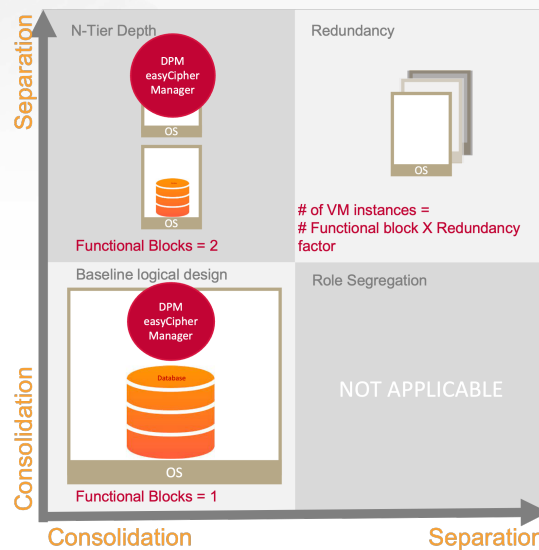 Separation
N-Tier Depth
DPM
easyCipher
Manager
OS
OS
Functional Blocks = 2
Redundancy
OS
# of VM instances =
# Functional block X Redundancy
factor
Baseline logical design
DPM
easyCipher
Manager
Database
OS
Functional Blocks = 1
Role Segregation
NOT APPLICABLE
Consolidation
Consolidation
Separation